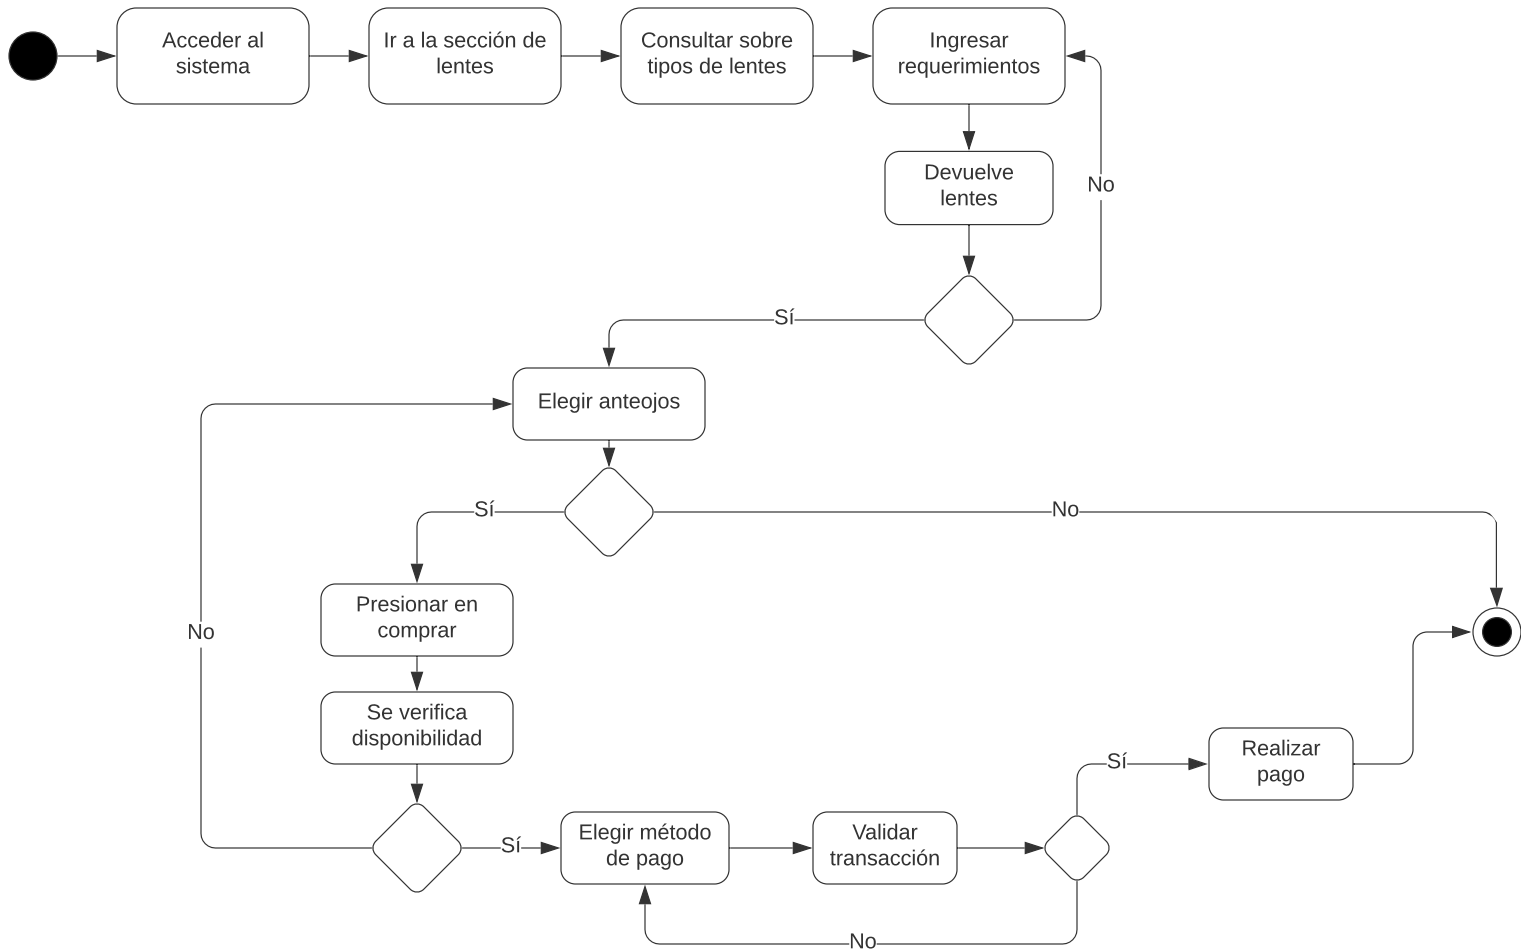 Acceder al
sistema
Ir a la sección de
lentes
Consultar sobre
tipos de lentes
Ingresar
requerimientos
Devuelve
lentes
No
Sí
Elegir anteojos
Sí
No
Presionar en
comprar
No
Se verifica
disponibilidad
Realizar
pago
Sí
Sí
Elegir método
de pago
Validar
transacción
No